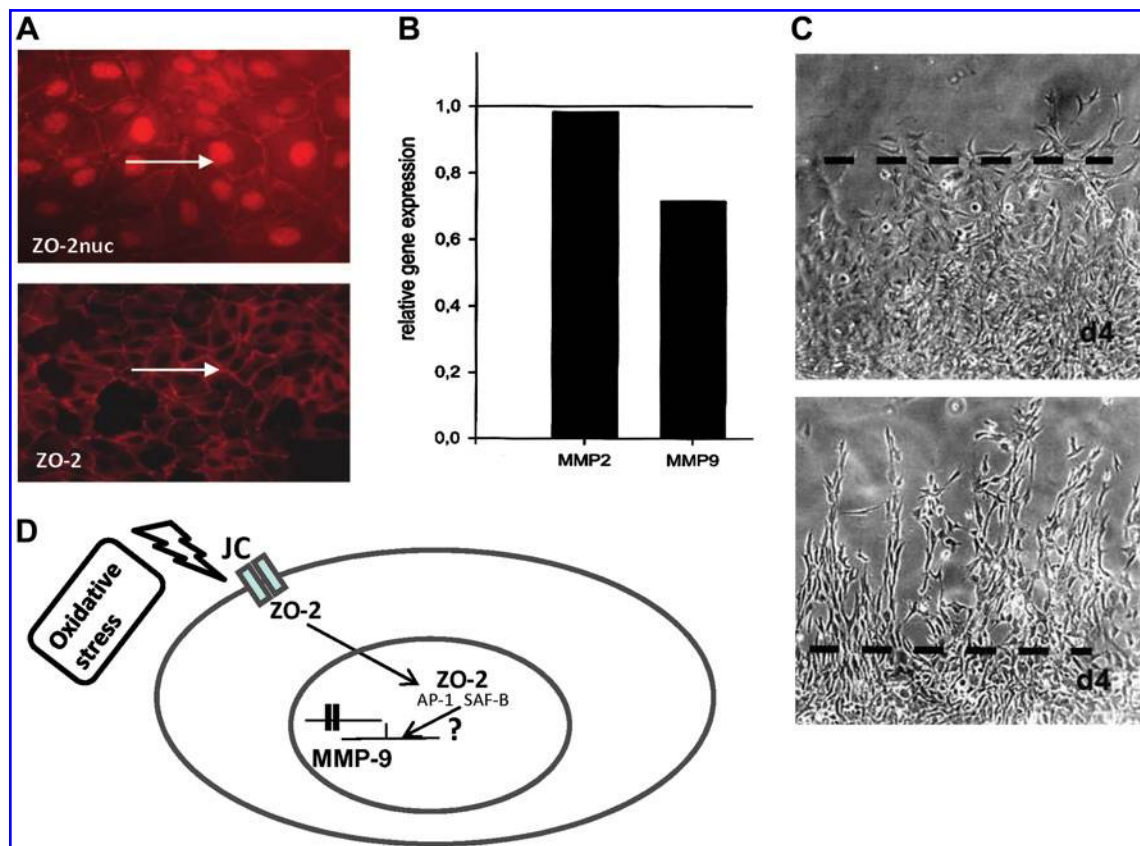 A
ZO-2nuc
ZO-2
B
relative gene expression
1,0
0,8
0,6
0,4
0,2
0,0
MMP2 MMP9
C
d4
d4
D
Oxidative
stress
JC
ZO-2
ZO-2
AP-1 SAF-B
?
MMP-9